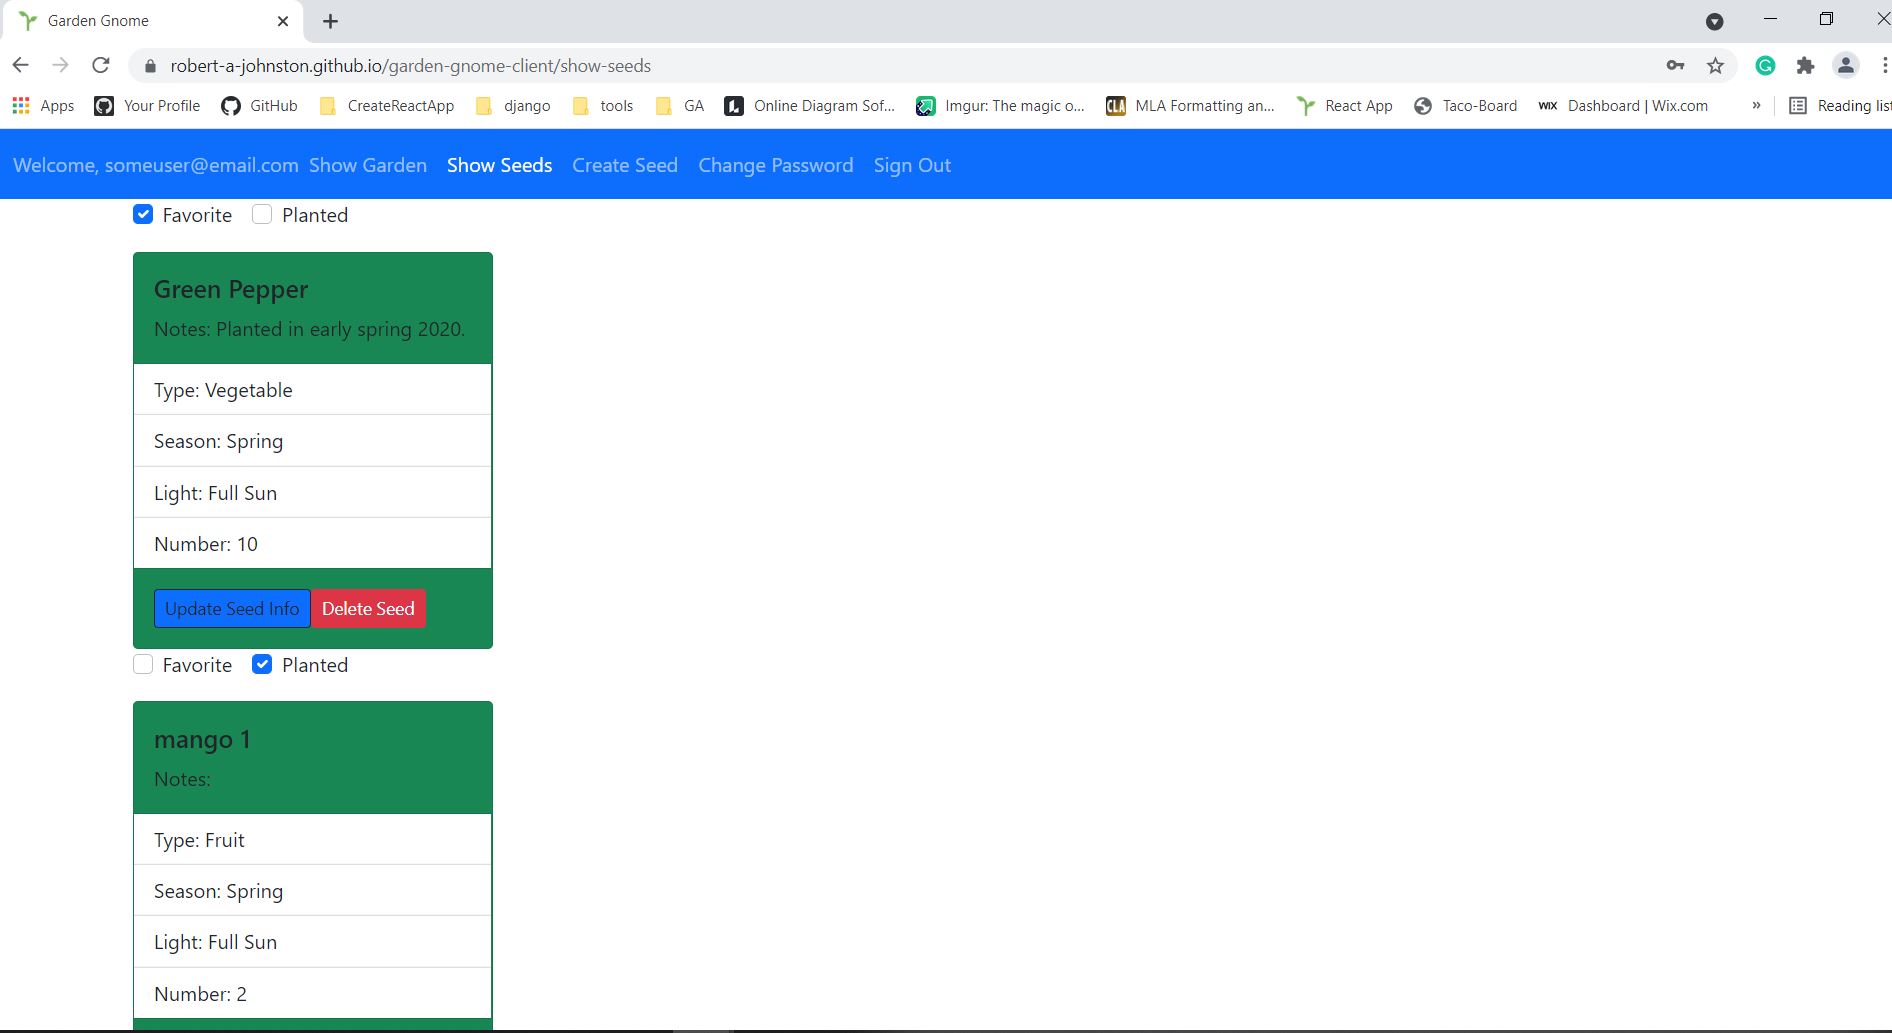 Garden Gnome
robert-a-johnston.github.io/garden-gnome-client/show-seeds
Apps Your Profile GitHub CreateReactApp django tools GA Online Diagram Sof... Imgur: The magic o... CLA MLA Formatting an... React App Taco-Board WIX Dashboard | Wix.com » Reading list
Welcome, someuser@email.com Show Garden Show Seeds Create Seed Change Password Sign Out
Favorite Planted
Green Pepper
Notes: Planted in early spring 2020.
Type: Vegetable
Season: Spring
Light: Full Sun
Number: 10
Update Seed Info Delete Seed
Favorite Planted
mango 1
Notes:
Type: Fruit
Season: Spring
Light: Full Sun
Number: 2